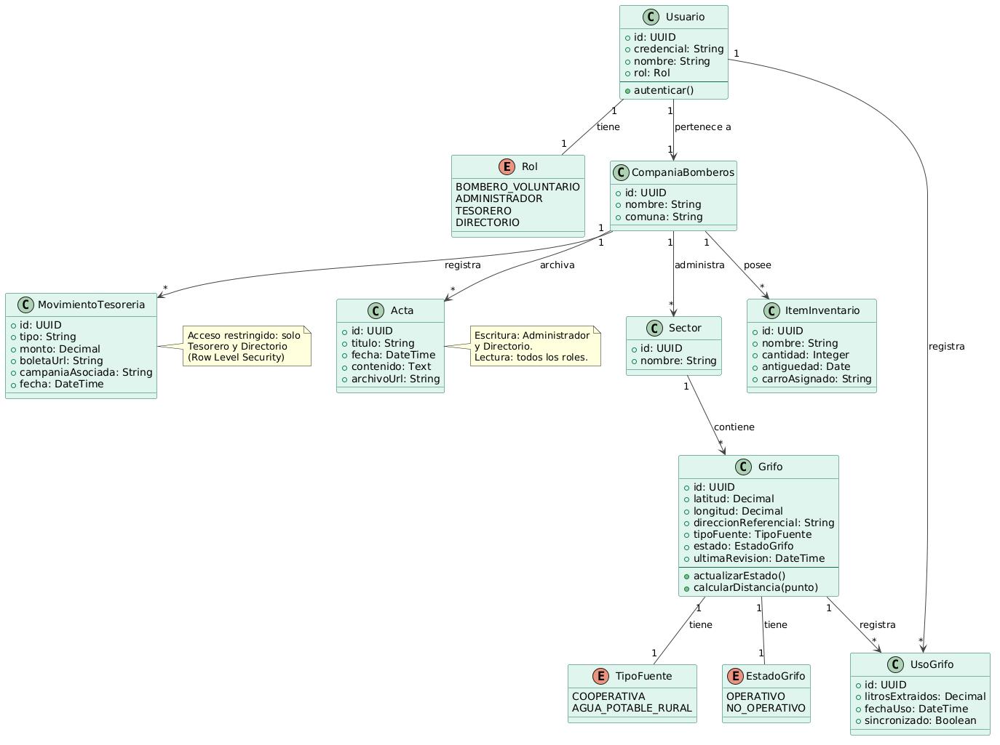 C Usuario
+ id: UUID
+ credencial: String
+ nombre: String
+ rol: Rol
+ autenticar()
1
1
1
tiene
pertenece a
1
1
E Rol
BOMBERO_VOLUNTARIO
ADMINISTRADOR
TESORERO
DIRECTORIO
C CompaniaBomberos
id: UUID
nombre: String
comuna: String
1
1
1
1
registra
archiva
administra
posee
*
*
*
*
C MovimientoTesoreria
id: UUID
tipo: String
monto: Decimal
boletaUrl: String
campaniaAsociada: String
fecha: DateTime
Acceso restringido: solo
Tesorero y Directorio
(Row Level Security)
C Acta
id: UUID
titulo: String
fecha: DateTime
contenido: Text
archivoUrl: String
Escritura: Administrador
y Directorio.
Lectura: todos los roles.
C Sector
id: UUID
nombre: String
C ItemInventario
id: UUID
nombre: String
cantidad: Integer
antiguedad: Date
carroAsignado: String
registra
1
contiene
*
C Grifo
id: UUID
latitud: Decimal
longitud: Decimal
direccionReferencial: String
tipoFuente: TipoFuente
estado: EstadoGrifo
ultimaRevision: DateTime
actualizarEstado()
calcularDistancia(punto)
1
1
1
tiene
tiene
registra
1
1
*
*
E TipoFuente
COOPERATIVA
AGUA_POTABLE_RURAL
E EstadoGrifo
OPERATIVO
NO_OPERATIVO
C UsoGrifo
id: UUID
litrosExtraidos: Decimal
fechaUso: DateTime
sincronizado: Boolean